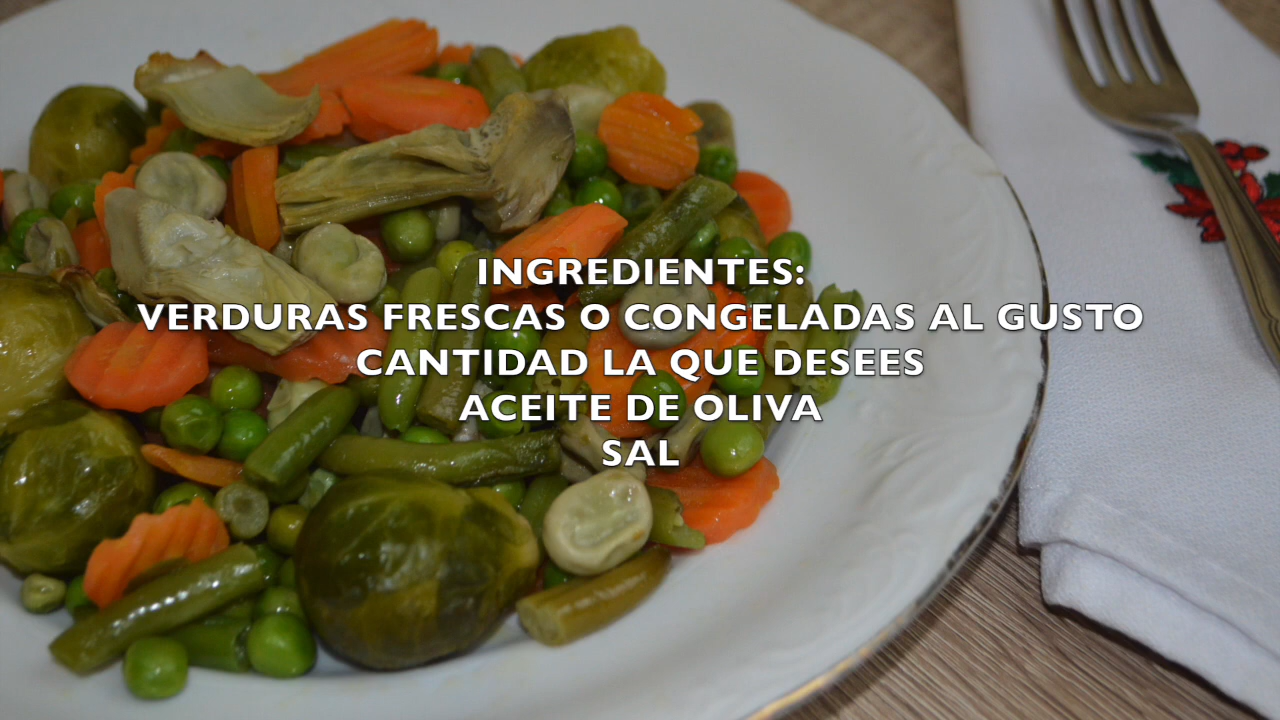 INGREDIENTES:
VERDURAS FRESCAS O CONGELADAS AL GUSTO
CANTIDAD LA QUE DESEES
ACEITE DE OLIVA
SAL